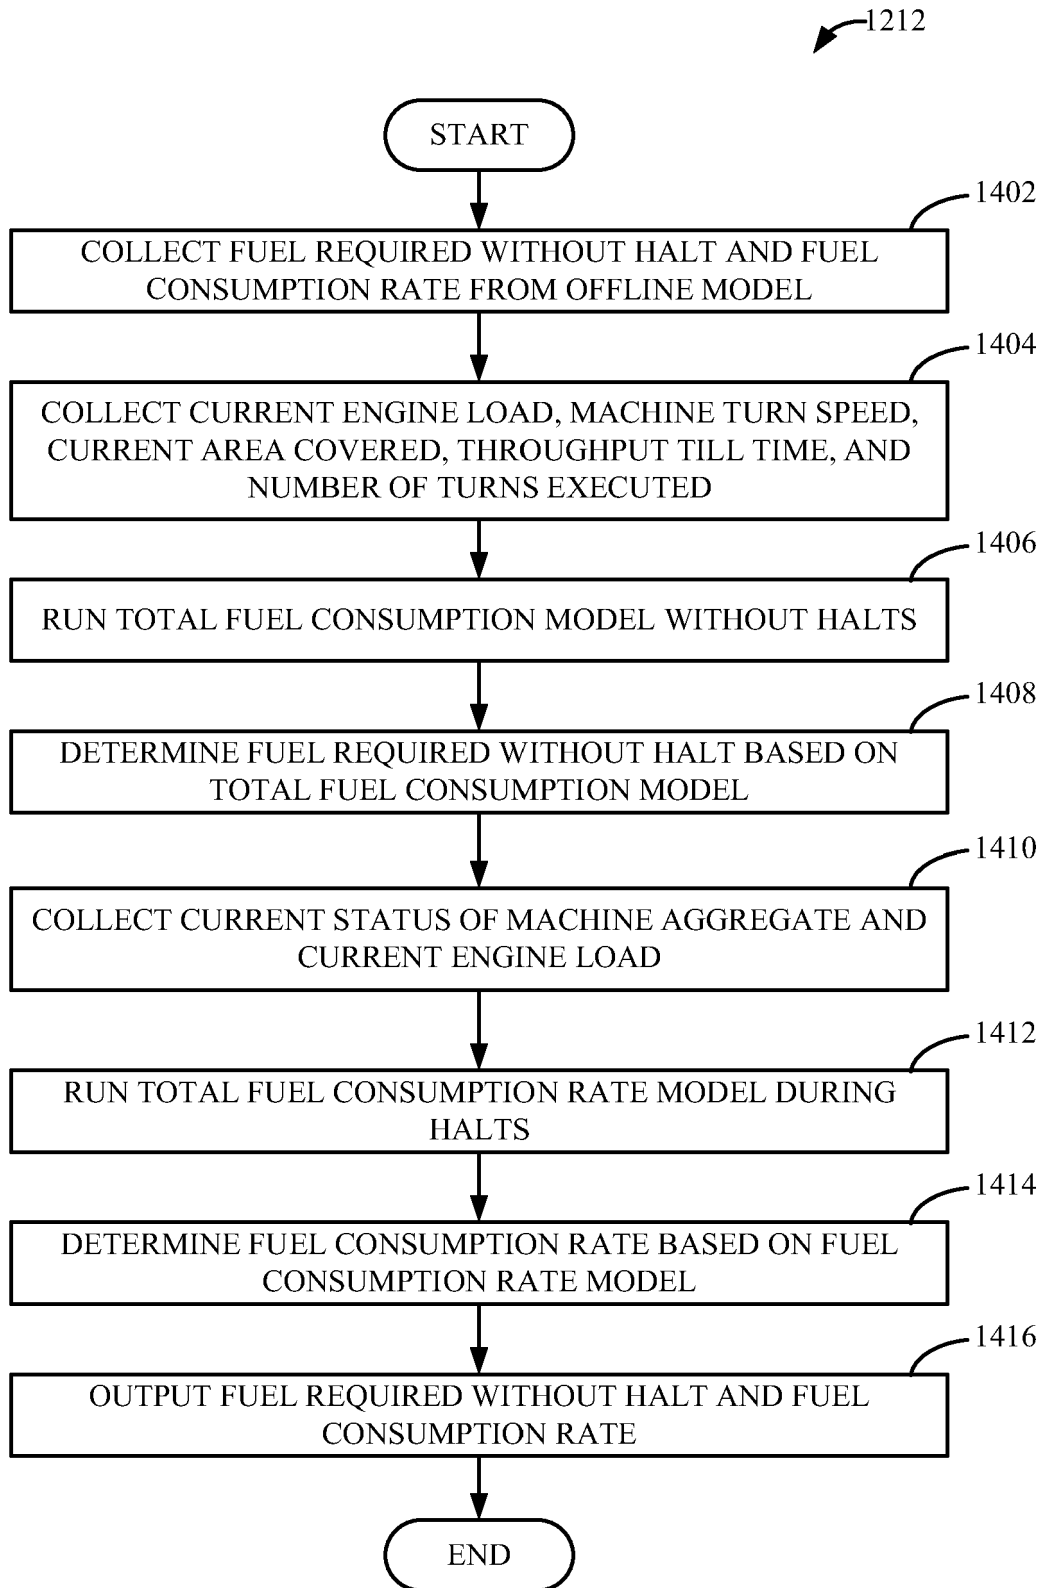 1212
START
1402
COLLECT FUEL REQUIRED WITHOUT HALT AND FUEL
CONSUMPTION RATE FROM OFFLINE MODEL
1404
COLLECT CURRENT ENGINE LOAD, MACHINE TURN SPEED,
CURRENT AREA COVERED, THROUGHPUT TILL TIME, AND
NUMBER OF TURNS EXECUTED
1406
RUN TOTAL FUEL CONSUMPTION MODEL WITHOUT HALTS
1408
DETERMINE FUEL REQUIRED WITHOUT HALT BASED ON
TOTAL FUEL CONSUMPTION MODEL
1410
COLLECT CURRENT STATUS OF MACHINE AGGREGATE AND
CURRENT ENGINE LOAD
1412
RUN TOTAL FUEL CONSUMPTION RATE MODEL DURING
HALTS
1414
DETERMINE FUEL CONSUMPTION RATE BASED ON FUEL
CONSUMPTION RATE MODEL
1416
OUTPUT FUEL REQUIRED WITHOUT HALT AND FUEL
CONSUMPTION RATE
END